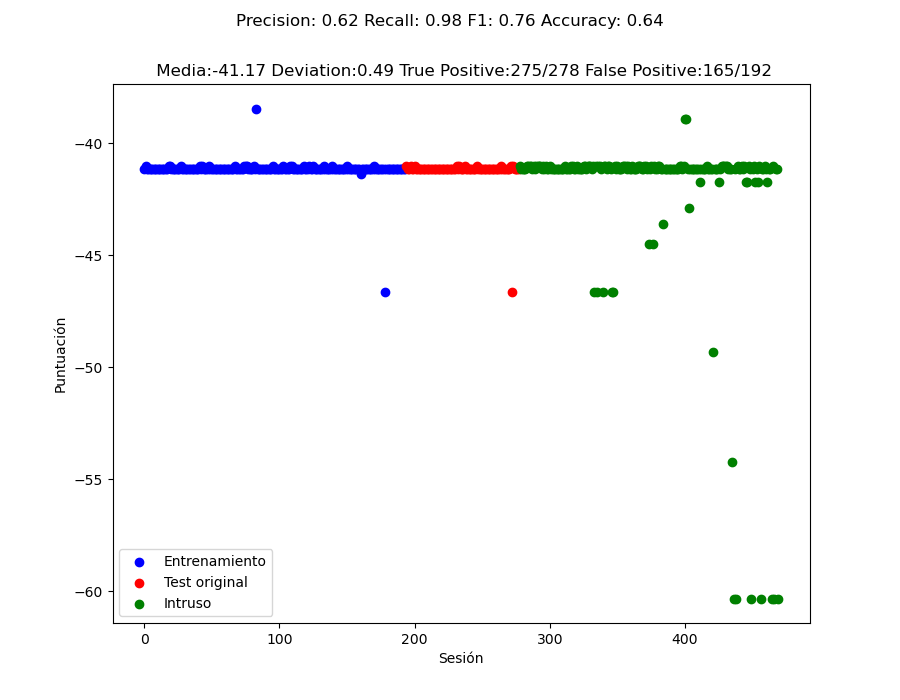 Precision: 0.62 Recall: 0.98 F1: 0.76 Accuracy: 0.64
Media:-41.17 Deviation:0.49 True Positive:275/278 False Positive:165/192
−40
−45
−50
−55
−60
Puntuación
Entrenamiento
Test original
Intruso
0 100 200 300 400
Sesión